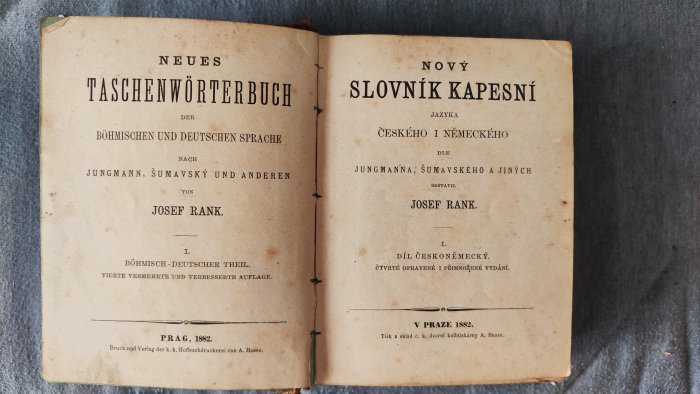 NEUES
TASCHENWÖRTERBUCH
DER
BÖHMISCHEN UND DEUTSCHEN SPRACHE
NACH
JUNGMANN, ŠUMAVSKÝ UND ANDEREN
VON
JOSEF RANK.
I.
BÖHMISCH-DEUTSCHER THEIL.
VIERTE VERMEHRTE UND VERBESSERTE AUFLAGE.
PRAG, 1882.
Druck und Verlag der k. k. Hofbuchdruckerei von A. Haase.
NOVÝ
SLOVNÍK KAPESNÍ
JAZYKA
ČESKÉHO I NĚMECKÉHO
DLE
JUNGMANNA, ŠUMAVSKÉHO A JINÝCH
SESTAVIL
JOSEF RANK.
I.
DÍL ČESKONĚMECKÝ.
ČTVRTÉ OPRAVENÉ I PŘIMNOŽENÉ VYDÁNÍ.
V PRAZE 1882.
Tisk a sklad c. k. dvorní knihtiskárny A. Haase.